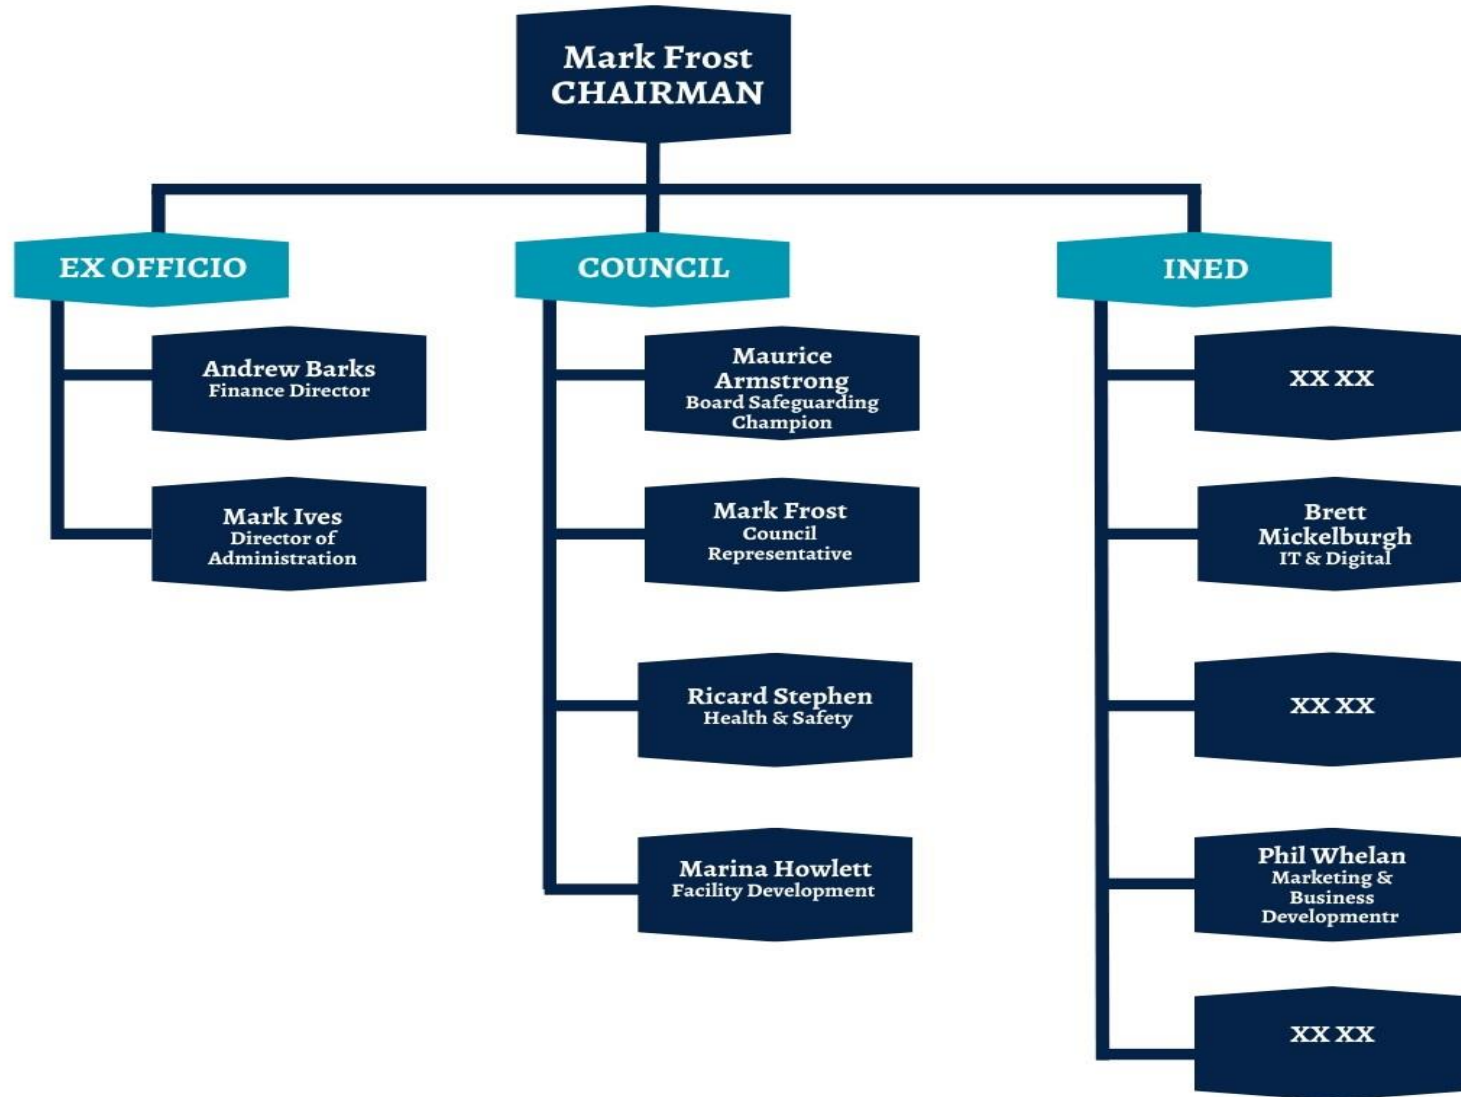 Mark Frost
CHAIRMAN
EX OFFICIO
Andrew Barks
Finance Director
Mark Ives
Director of
Administration
COUNCIL
Maurice
Armstrong
Board Safeguarding
Champion
Mark Frost
Council
Representative
Ricard Stephen
Health & Safety
Marina Howlett
Facility Development
INED
XX XX
Brett
Mickelburgh
IT & Digital
XX XX
Phil Whelan
Marketing &
Business
Developmentr
XX XX